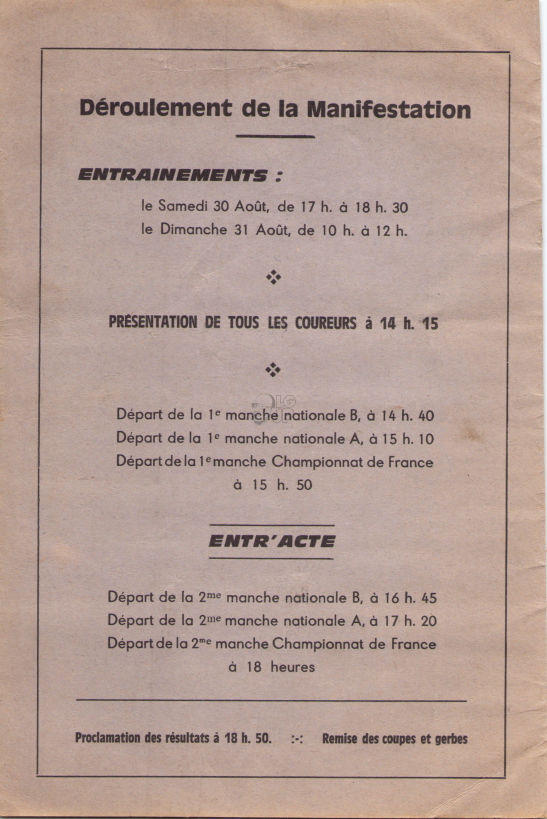 Déroulement de la Manifestation
ENTRAINEMENTS :
le Samedi 30 Août, de 17 h. à 18 h. 30
le Dimanche 31 Août, de 10 h. à 12 h.
PRÉSENTATION DE TOUS LES COUREURS à 14 h. 15
Départ de la 1e manche nationale B, à 14 h. 40
Départ de la 1e manche nationale A, à 15 h. 10
Départ de la 1e manche Championnat de France
à 15 h. 50
ENTR'ACTE
Départ de la 2me manche nationale B, à 16 h. 45
Départ de la 2me manche nationale A, à 17 h. 20
Départ de la 2me manche Championnat de France
à 18 heures
Proclamation des résultats à 18 h. 50. :-: Remise des coupes et gerbes